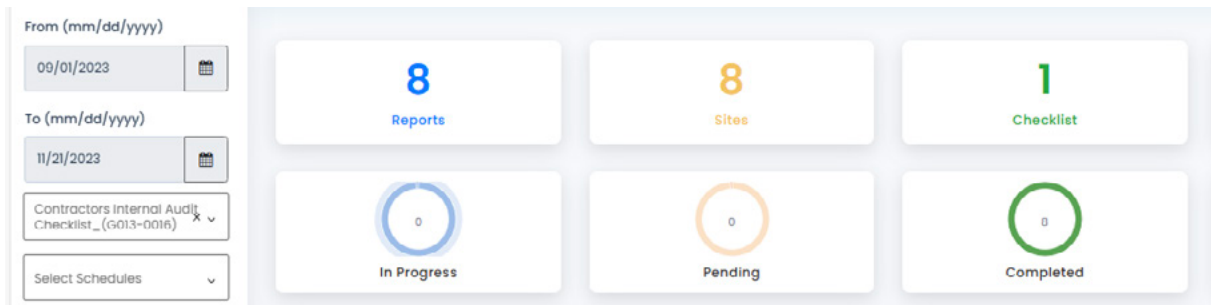 From (mm/dd/yyyy)
09/01/2023
To (mm/dd/yyyy)
11/21/2023
Contractors Internal Audit
Checklist_(G013-0016)
x
Select Schedules
8
Reports
8
Sites
1
Checklist
0
In Progress
0
Pending
8
Completed